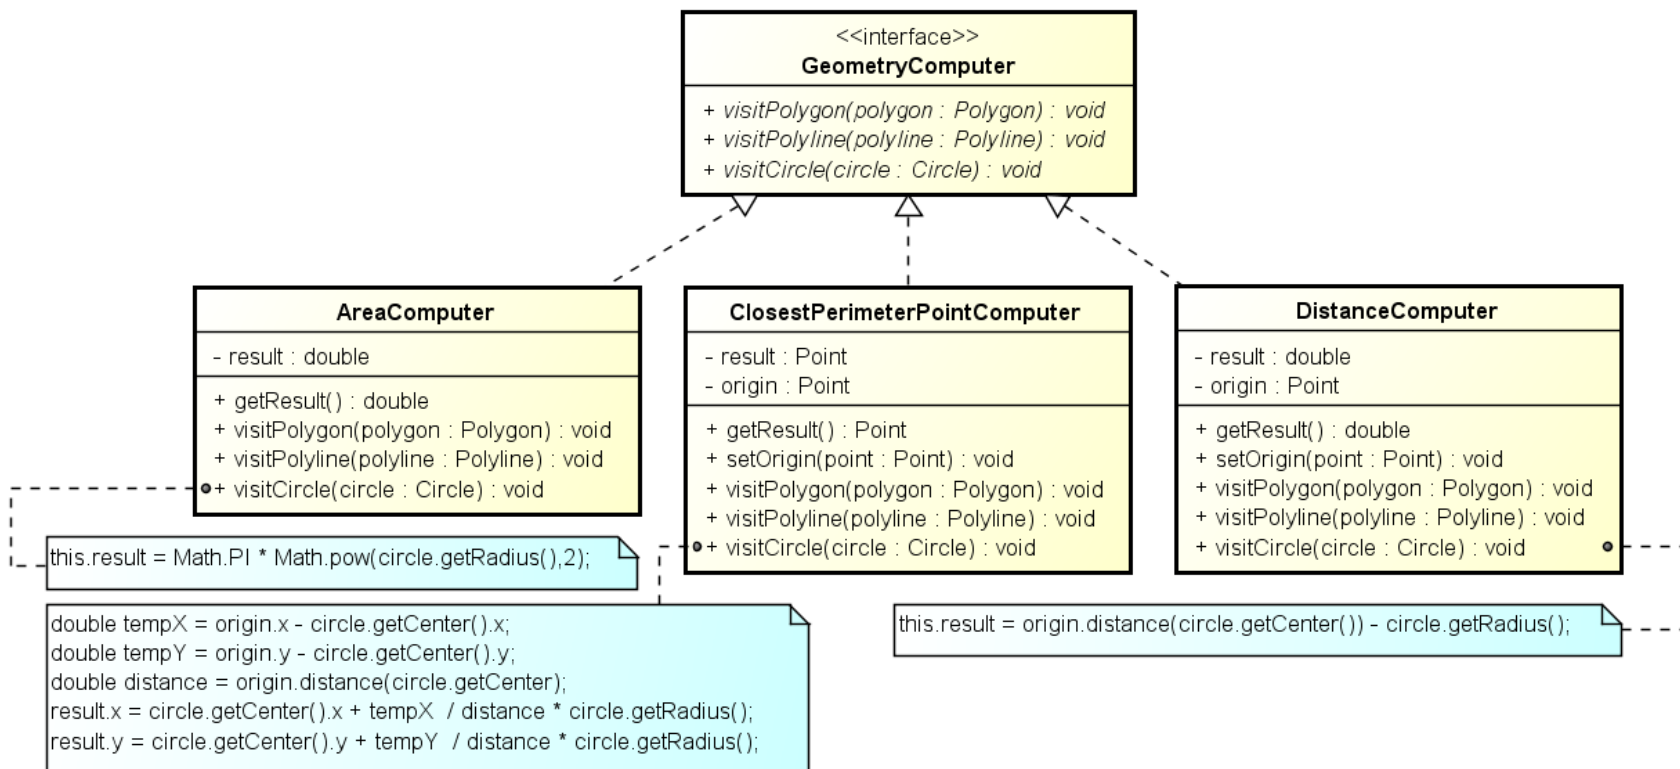 <<interface>>
GeometryComputer
+ visitPolygon(polygon : Polygon) : void
+ visitPolyline(polyline : Polyline) : void
+ visitCircle(circle : Circle) : void
AreaComputer
- result : double
+ getResult() : double
+ visitPolygon(polygon : Polygon) : void
+ visitPolyline(polyline : Polyline) : void
+ visitCircle(circle : Circle) : void
ClosestPerimeterPointComputer
- result : Point
- origin : Point
+ getResult() : Point
+ setOrigin(point : Point) : void
+ visitPolygon(polygon : Polygon) : void
+ visitPolyline(polyline : Polyline) : void
+ visitCircle(circle : Circle) : void
DistanceComputer
- result : double
- origin : Point
+ getResult() : double
+ setOrigin(point : Point) : void
+ visitPolygon(polygon : Polygon) : void
+ visitPolyline(polyline : Polyline) : void
+ visitCircle(circle : Circle) : void
this.result = Math.PI * Math.pow(circle.getRadius(),2);
double tempX = origin.x - circle.getCenter().x;
double tempY = origin.y - circle.getCenter().y;
double distance = origin.distance(circle.getCenter);
result.x = circle.getCenter().x + tempX / distance * circle.getRadius();
result.y = circle.getCenter().y + tempY / distance * circle.getRadius();
this.result = origin.distance(circle.getCenter()) - circle.getRadius();